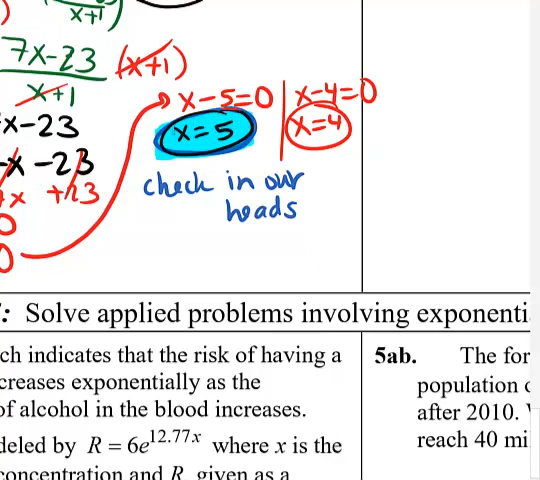 x+1
7x-23 (x+1)
x+1
x-5=0 | x-4=0
x-23
x=5 x=4
-x -23
x +23
check in our
heads
0
0
: Solve applied problems involving exponenti
ch indicates that the risk of having a
creases exponentially as the
of alcohol in the blood increases.
deled by R = 6e^12.77x where x is the
concentration and R, given as a
5ab. The for
population
after 2010.
reach 40 mi